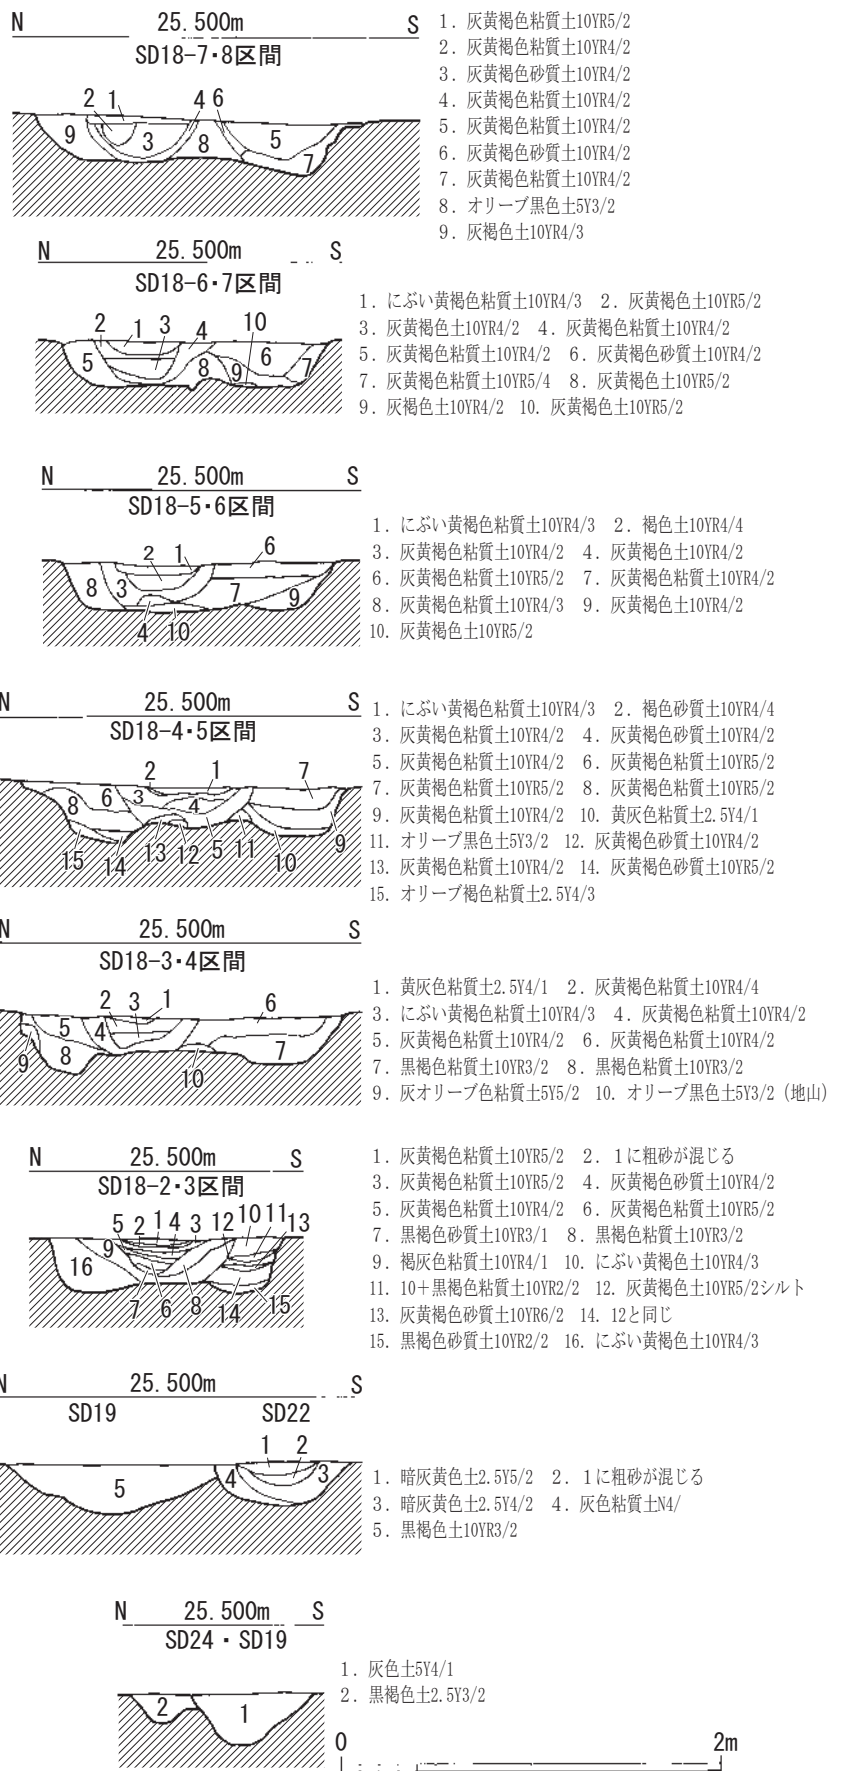 N 25.500m S
SD18-7・8区間
2 1 4 6
9 3 8 5 7
1. 灰黄褐色粘質土10YR5/2
2. 灰黄褐色粘質土10YR4/2
3. 灰黄褐色砂質土10YR4/2
4. 灰黄褐色粘質土10YR4/2
5. 灰黄褐色粘質土10YR4/2
6. 灰黄褐色砂質土10YR4/2
7. 灰黄褐色粘質土10YR4/2
8. オリーブ黒色土5Y3/2
9. 灰褐色土10YR4/3
N 25.500m S
SD18-6・7区間
2 1 3 4 10
5 8 9 6 7
1. にぶい黄褐色粘質土10YR4/3 2. 灰黄褐色土10YR5/2
3. 灰黄褐色土10YR4/2 4. 灰黄褐色粘質土10YR4/2
5. 灰黄褐色粘質土10YR4/2 6. 灰黄褐色砂質土10YR4/2
7. 灰黄褐色粘質土10YR5/4 8. 灰黄褐色土10YR5/2
9. 灰褐色土10YR4/2 10. 灰黄褐色土10YR5/2
N 25.500m S
SD18-5・6区間
2 1 6
8 3 7 9
4 10
1. にぶい黄褐色粘質土10YR4/3 2. 褐色土10YR4/4
3. 灰黄褐色粘質土10YR4/2 4. 灰黄褐色土10YR4/2
6. 灰黄褐色粘質土10YR5/2 7. 灰黄褐色粘質土10YR4/2
8. 灰黄褐色粘質土10YR4/3 9. 灰黄褐色土10YR4/2
10. 灰黄褐色土10YR5/2
N 25.500m S
SD18-4・5区間
2 1 7
8 6 3 4
15 14 13 12 5 11 10 9
1. にぶい黄褐色粘質土10YR4/3 2. 褐色砂質土10YR4/4
3. 灰黄褐色粘質土10YR4/2 4. 灰黄褐色砂質土10YR4/2
5. 灰黄褐色粘質土10YR4/2 6. 灰黄褐色粘質土10YR5/2
7. 灰黄褐色粘質土10YR5/2 8. 灰黄褐色粘質土10YR5/2
9. 灰黄褐色粘質土10YR4/2 10. 黄灰色粘質土2.5Y4/1
11. オリーブ黒色土5Y3/2 12. 灰黄褐色砂質土10YR4/2
13. 灰黄褐色粘質土10YR4/2 14. 灰黄褐色砂質土10YR5/2
15. オリーブ褐色粘質土2.5Y4/3
N 25.500m S
SD18-3・4区間
2 3 1 6
5 4
9 8 10 7
1. 黄灰色粘質土2.5Y4/1 2. 灰黄褐色粘質土10YR4/4
3. にぶい黄褐色粘質土10YR4/3 4. 灰黄褐色粘質土10YR4/2
5. 灰黄褐色粘質土10YR4/2 6. 灰黄褐色粘質土10YR4/2
7. 黒褐色粘質土10YR3/2 8. 黒褐色粘質土10YR3/2
9. 灰オリーブ色粘質土5Y5/2 10. オリーブ黒色土5Y3/2 (地山)
N 25.500m S
SD18-2・3区間
5 2 1 4 3 12 10 11 13
9 16
7 6 8 14 15
1. 灰黄褐色粘質土10YR5/2 2. 1に粗砂が混じる
3. 灰黄褐色粘質土10YR5/2 4. 灰黄褐色砂質土10YR4/2
5. 灰黄褐色粘質土10YR4/2 6. 灰黄褐色粘質土10YR5/2
7. 黒褐色砂質土10YR3/1 8. 黒褐色粘質土10YR3/2
9. 褐灰色粘質土10YR4/1 10. にぶい黄褐色土10YR4/3
11. 10+黒褐色粘質土10YR2/2 12. 灰黄褐色土10YR5/2シルト
13. 灰黄褐色砂質土10YR6/2 14. 12と同じ
15. 黒褐色砂質土10YR2/2 16. にぶい黄褐色土10YR4/3
N 25.500m S
SD19 SD22
1 2
5 4 3
1. 暗灰黄色土2.5Y5/2 2. 1に粗砂が混じる
3. 暗灰黄色土2.5Y4/2 4. 灰色粘質土N4/
5. 黒褐色土10YR3/2
N 25.500m S
SD24・SD19
2 1
1. 灰色土5Y4/1
2. 黒褐色土2.5Y3/2
0 2m